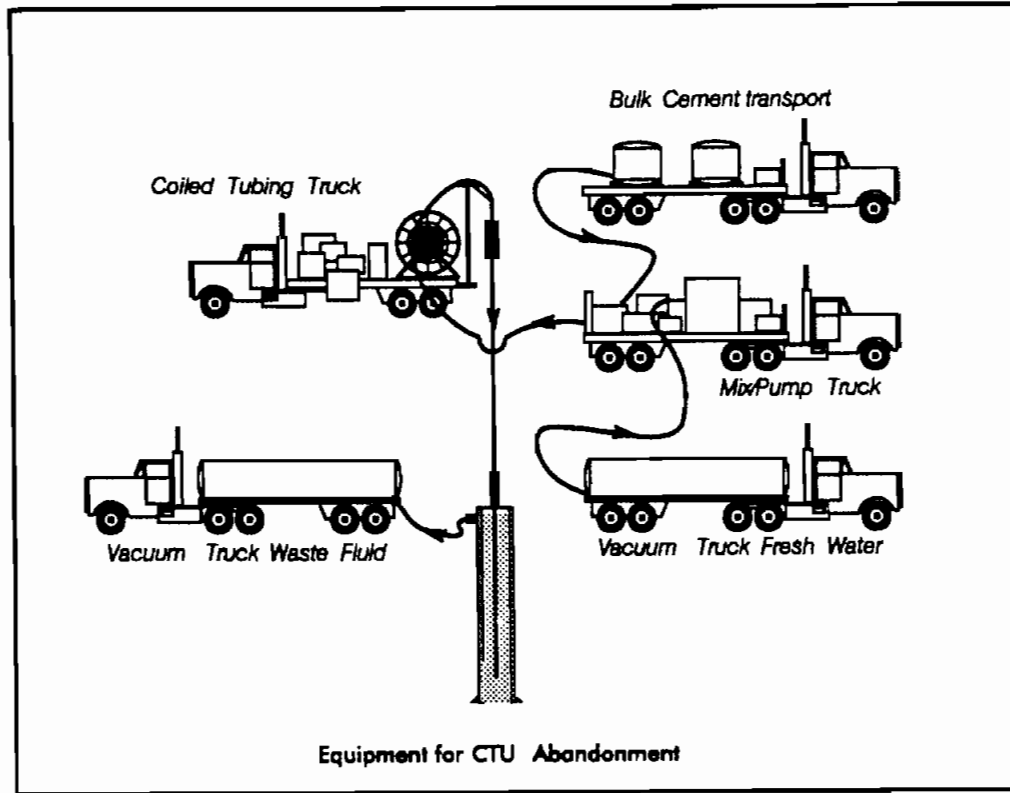 Bulk Cement transport
Coiled Tubing Truck
Mix/Pump Truck
Vacuum Truck Waste Fluid
Vacuum Truck Fresh Water
Equipment for CTU Abandonment